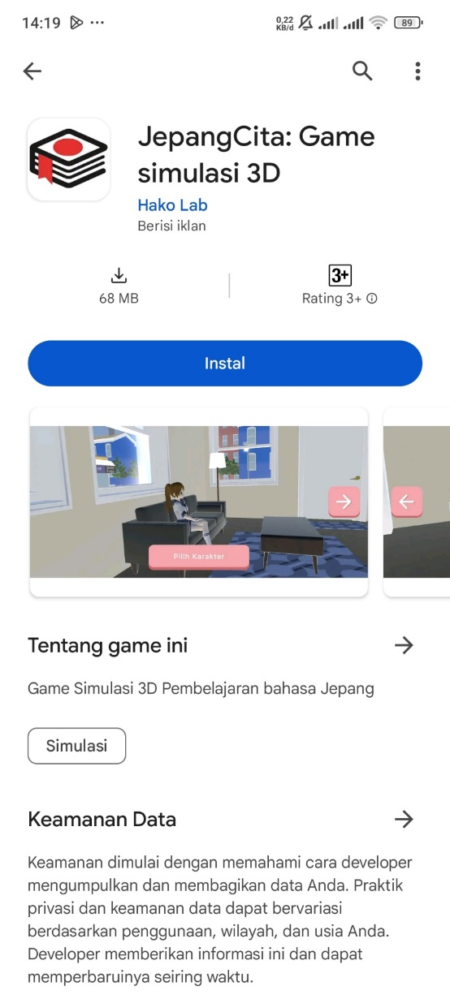 14:19
0,22
KB/d
89
JepangCita: Game
simulasi 3D
Hako Lab
Berisi iklan
68 MB
3+
Rating 3+
Instal
Pilih Karakter
Tentang game ini
Game Simulasi 3D Pembelajaran bahasa Jepang
Simulasi
Keamanan Data
Keamanan dimulai dengan memahami cara developer
mengumpulkan dan membagikan data Anda. Praktik
privasi dan keamanan data dapat bervariasi
berdasarkan penggunaan, wilayah, dan usia Anda.
Developer memberikan informasi ini dan dapat
memperbaruinya seiring waktu.